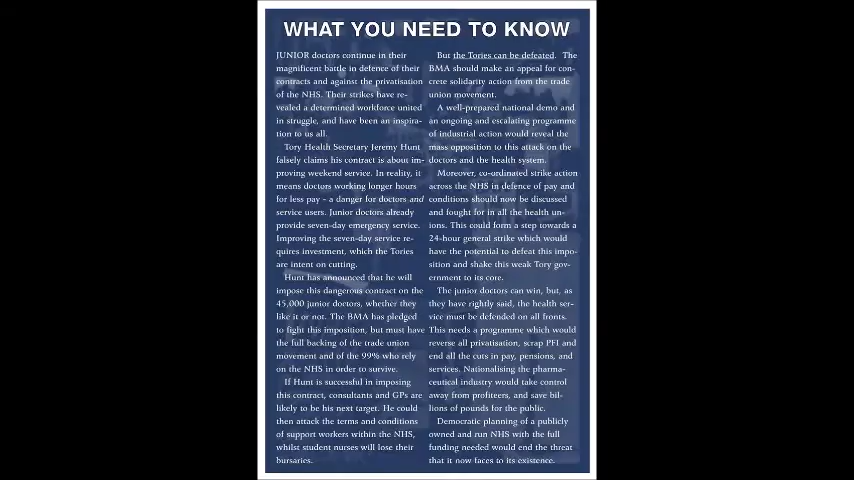 WHAT YOU NEED TO KNOW
JUNIOR doctors continue in their
magnificent battle in defence of their
contracts and against the privatisation
of the NHS. Their strikes have re-
vealed a determined workforce united
in struggle, and have been an inspira-
tion to us all.
Tory Health Secretary Jeremy Hunt
falsely claims his contract is about im-
proving weekend service. In reality, it
means doctors working longer hours
for less pay - a danger for doctors and
service users. Junior doctors already
provide seven-day emergency service.
Improving the seven-day service re-
quires investment, which the Tories
are intent on cutting.
Hunt has announced that he will
impose this dangerous contract on the
45,000 junior doctors, whether they
like it or not. The BMA has pledged
to fight this imposition, but must have
the full backing of the trade union
movement and of the 99% who rely
on the NHS in order to survive.
If Hunt is successful in imposing
this contract, consultants and GPs are
likely to be his next target. He could
then attack the terms and conditions
of support workers within the NHS,
whilst student nurses will lose their
bursaries.
But the Tories can be defeated. The
BMA should make an appeal for con-
crete solidarity action from the trade
union movement.
A well-prepared national demo and
an ongoing and escalating programme
of industrial action would reveal the
mass opposition to this attack on the
doctors and the health system.
Moreover, co-ordinated strike action
across the NHS in defence of pay and
conditions should now be discussed
and fought for in all the health un-
ions. This could form a step towards a
24-hour general strike which would
have the potential to defeat this impo-
sition and shake this weak Tory gov-
ernment to its core.
The junior doctors can win, but, as
they have rightly said, the health ser-
vice must be defended on all fronts.
This needs a programme which would
reverse all privatisation, scrap PFI and
end all the cuts in pay, pensions, and
services. Nationalising the pharma-
ceutical industry would take control
away from profiteers, and save bil-
lions of pounds for the public.
Democratic planning of a publicly
owned and run NHS with the full
funding needed would end the threat
that it now faces to its existence.